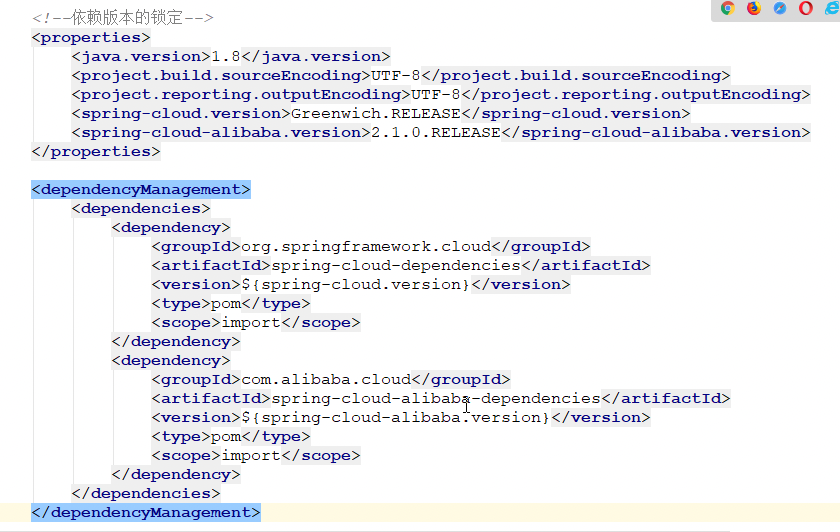 <!--依赖版本的锁定-->
<properties>
<java.version>1.8</java.version>
<project.build.sourceEncoding>UTF-8</project.build.sourceEncoding>
<project.reporting.outputEncoding>UTF-8</project.reporting.outputEncoding>
<spring-cloud.version>Greenwich.RELEASE</spring-cloud.version>
<spring-cloud-alibaba.version>2.1.0.RELEASE</spring-cloud-alibaba.version>
</properties>
<dependencyManagement>
<dependencies>
<dependency>
<groupId>org.springframework.cloud</groupId>
<artifactId>spring-cloud-dependencies</artifactId>
<version>${spring-cloud.version}</version>
<type>pom</type>
<scope>import</scope>
</dependency>
<dependency>
<groupId>com.alibaba.cloud</groupId>
<artifactId>spring-cloud-alibaba-dependencies</artifactId>
<version>${spring-cloud-alibaba.version}</version>
<type>pom</type>
<scope>import</scope>
</dependency>
</dependencies>
</dependencyManagement>